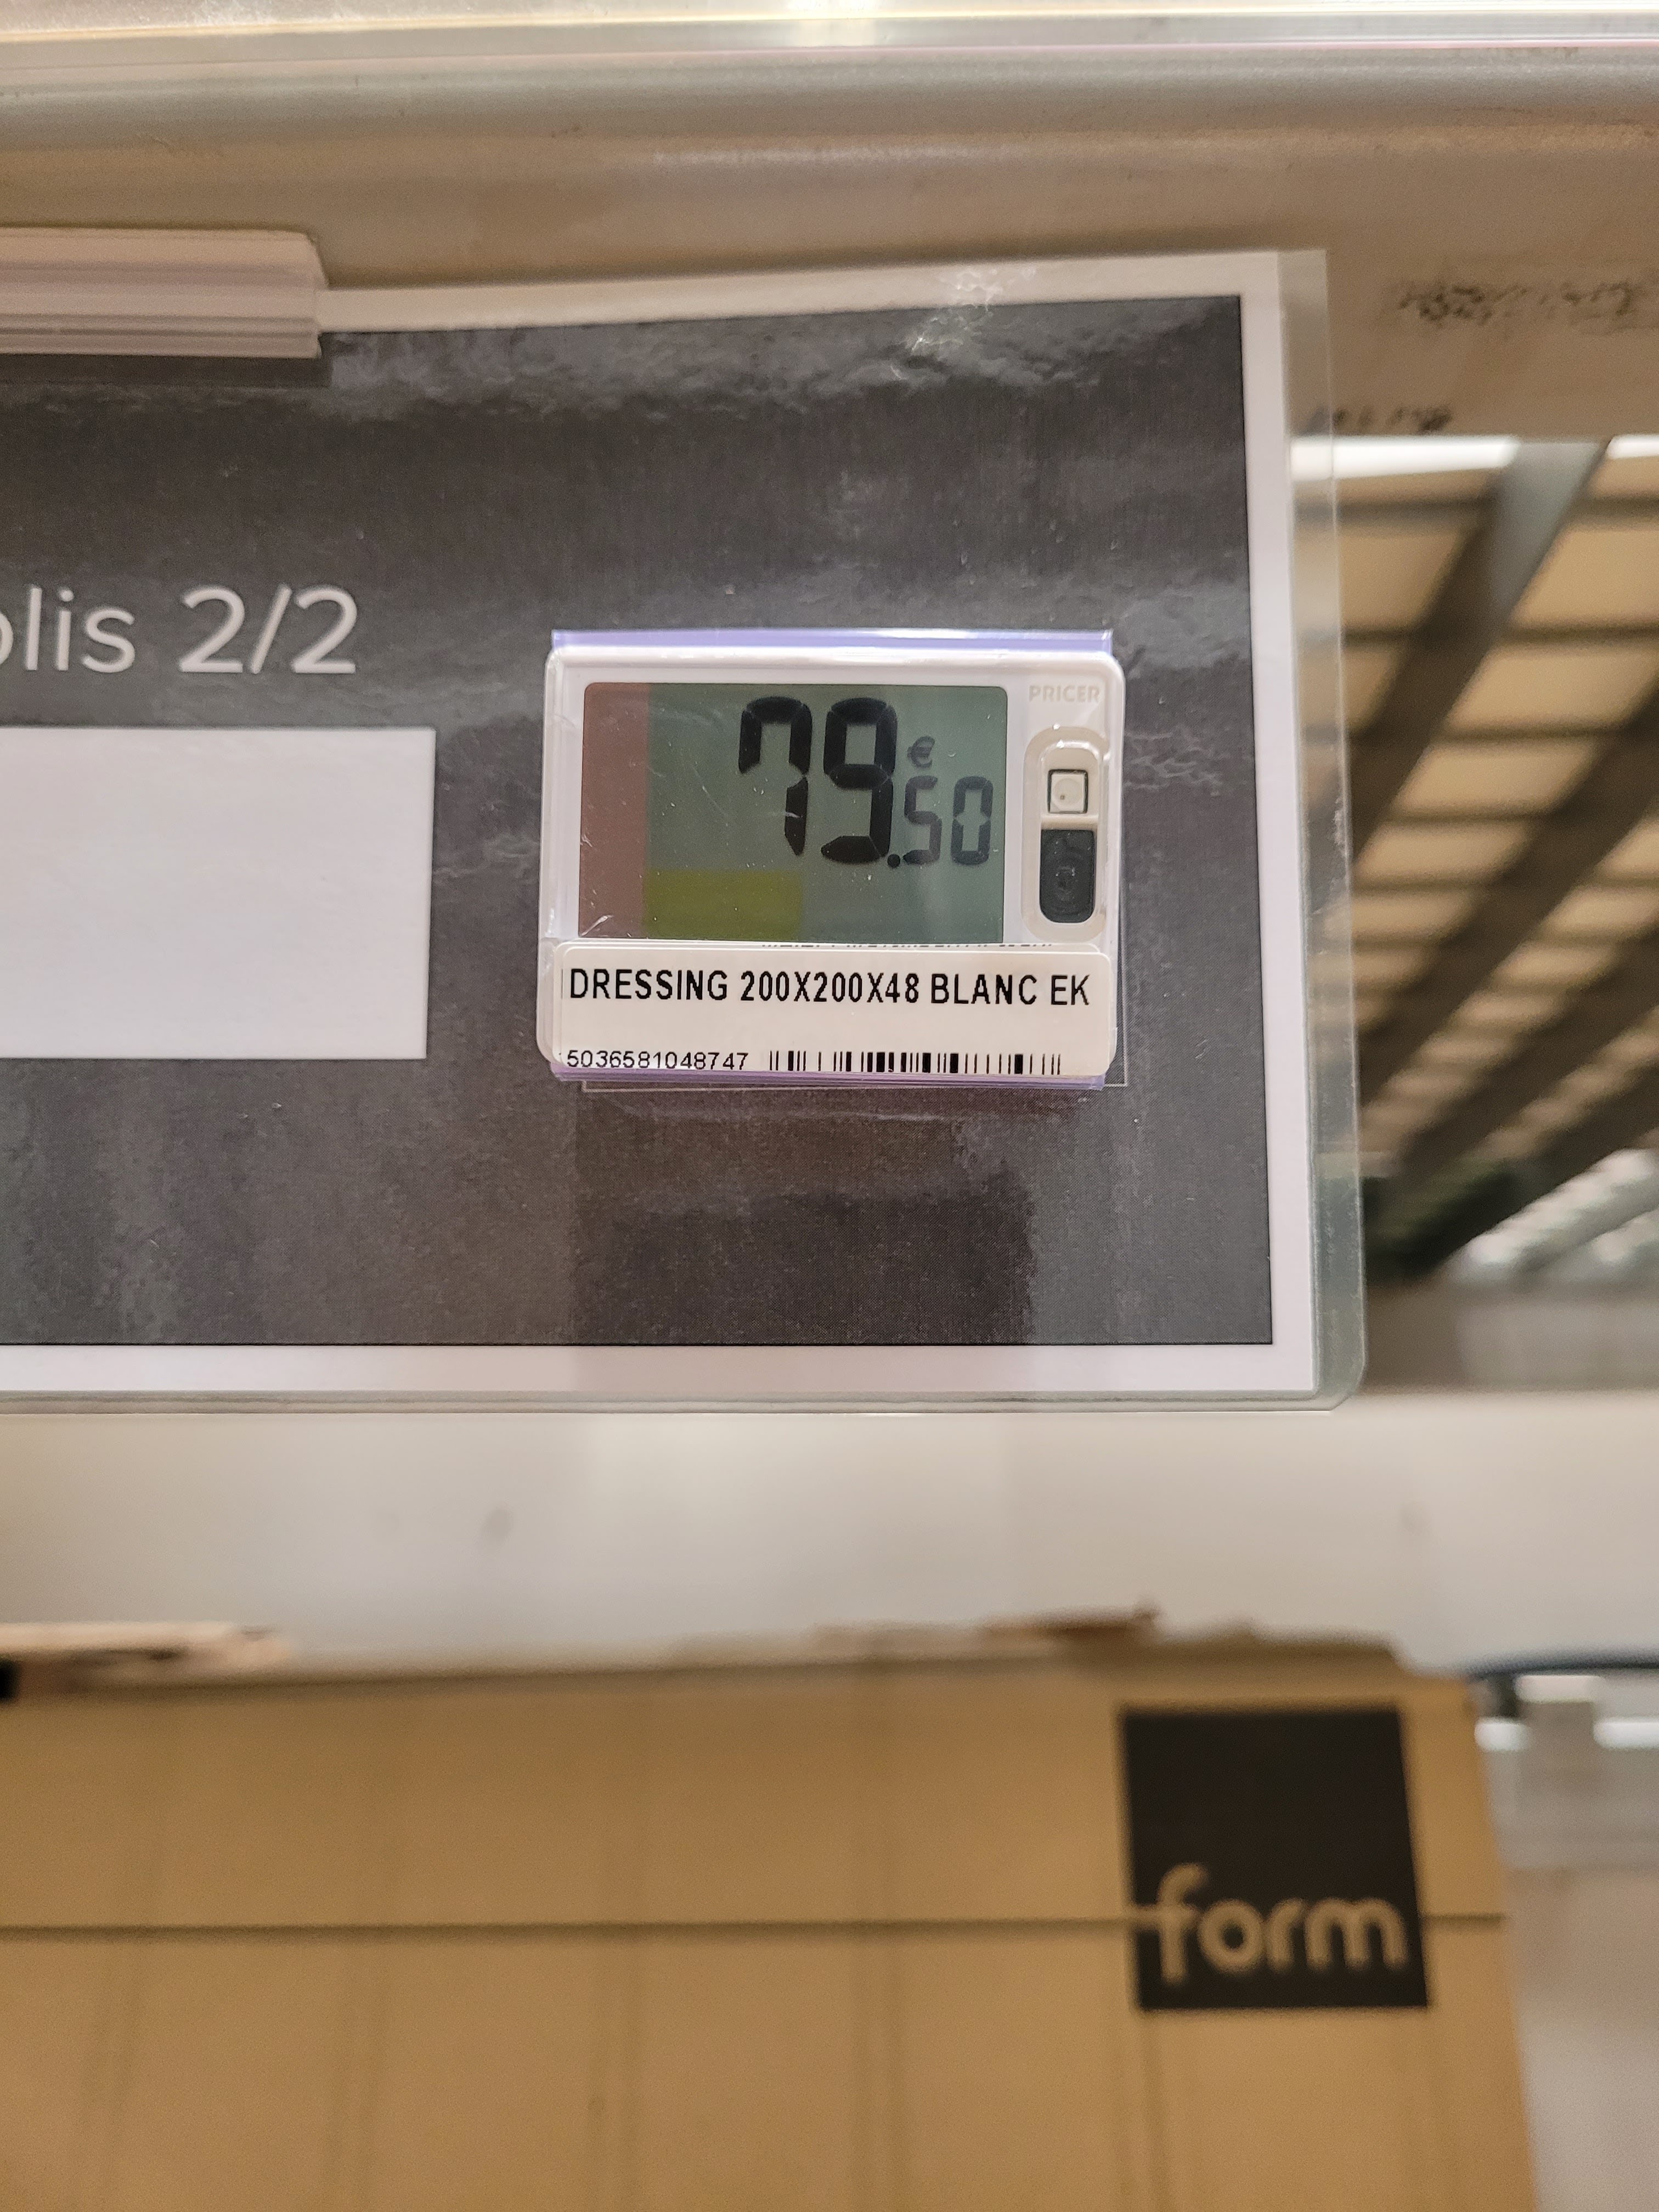 olis 2/2
PRICER
79.50 €
DRESSING 200X200X48 BLANC EK
5036581048747
form